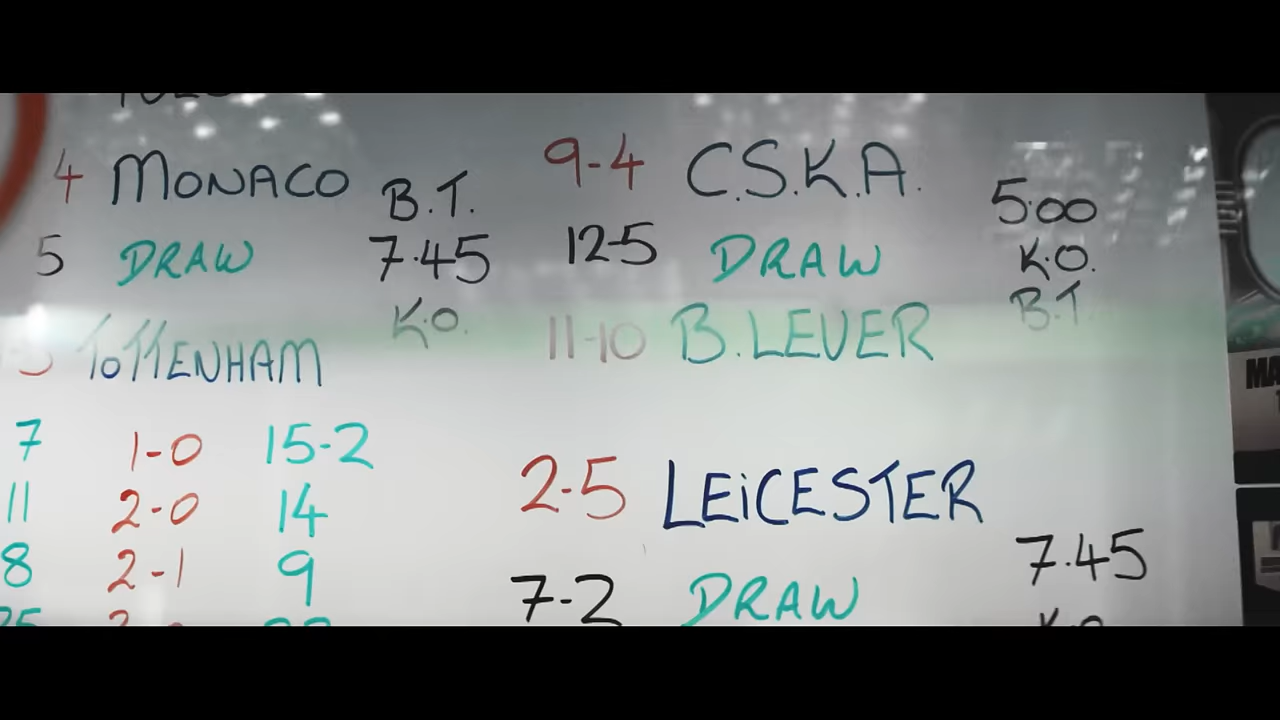 4 MONACO B.T.
5 DRAW 7.45
TOTTENHAM K.O.
7 1-0 15-2
11 2-0 14
8 2-1 9
9-4 C.S.K.A. 5.00
12-5 DRAW K.O.
11-10 B.LEVER B.T.
2-5 LEiCESTER
7.45
7-2 DRAW
K.O
MA